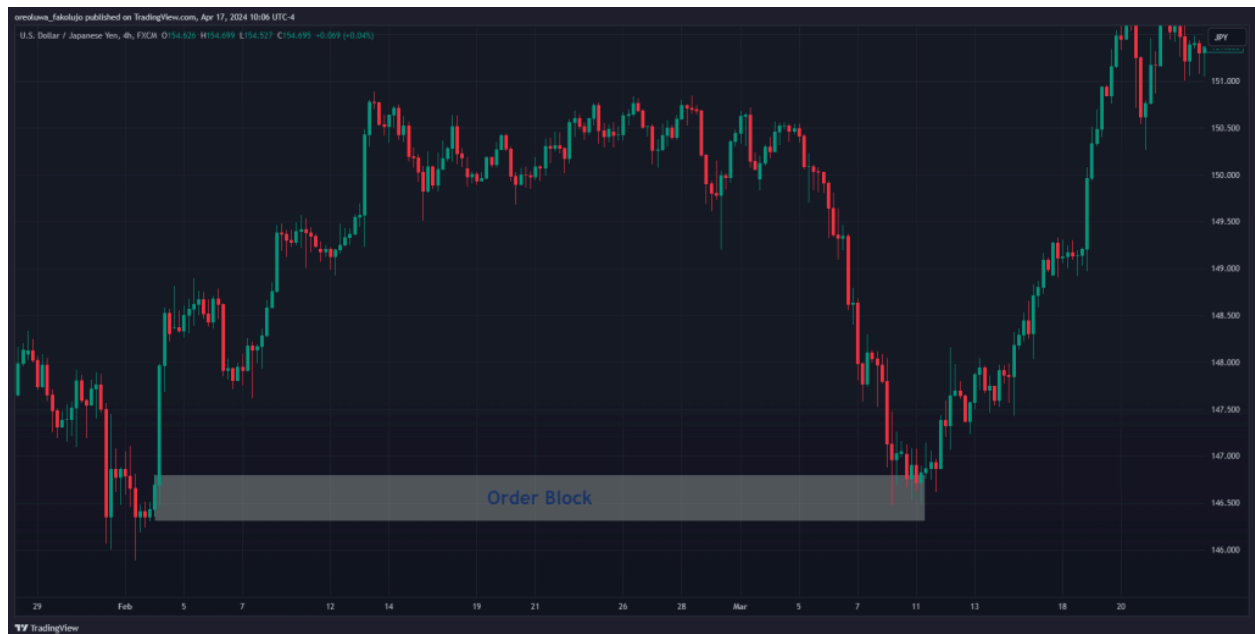 oreoluwa_fakolujo published on TradingView.com, Apr 17, 2024 10:06 UTC-4
U.S. Dollar / Japanese Yen, 4h, FXCM O154.626 H154.699 L154.527 C154.695 +0.069 (+0.04%)
JPY
151.000
150.500
150.000
149.500
149.000
148.500
148.000
147.500
147.000
146.500
146.000
Order Block
29 Feb 5 7 12 14 19 21 26 28 Mar 5 7 11 13 18 20
TradingView